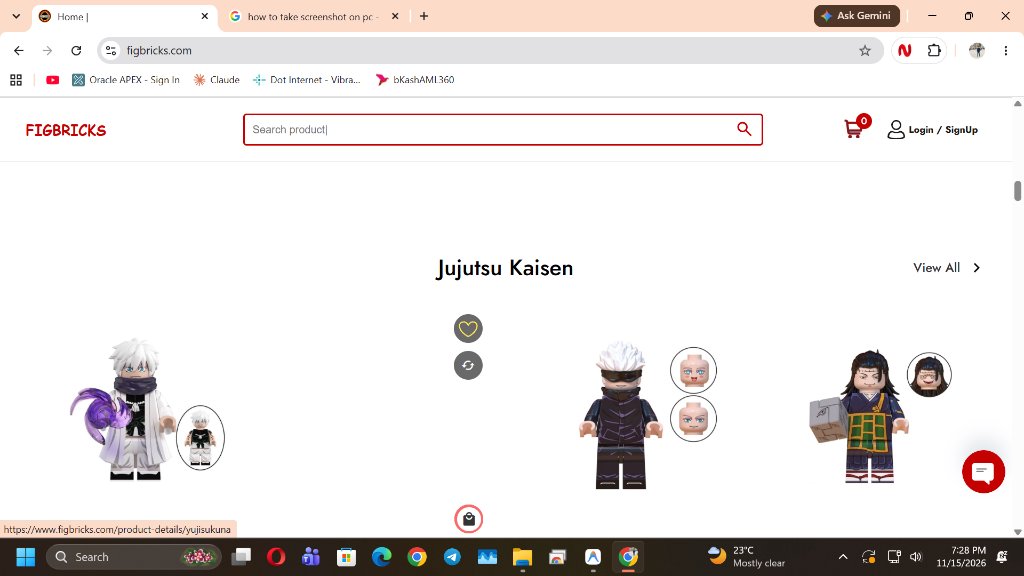 Home |
how to take screenshot on pc -
Ask Gemini
figbricks.com
Oracle APEX - Sign In
Claude
Dot Internet - Vibra...
bKashAML360
FIGBRICKS
Search product
0
Login / SignUp
Jujutsu Kaisen
View All
https://www.figbricks.com/product-details/yujisukuna
Search
23°C
Mostly clear
7:28 PM
11/15/2026